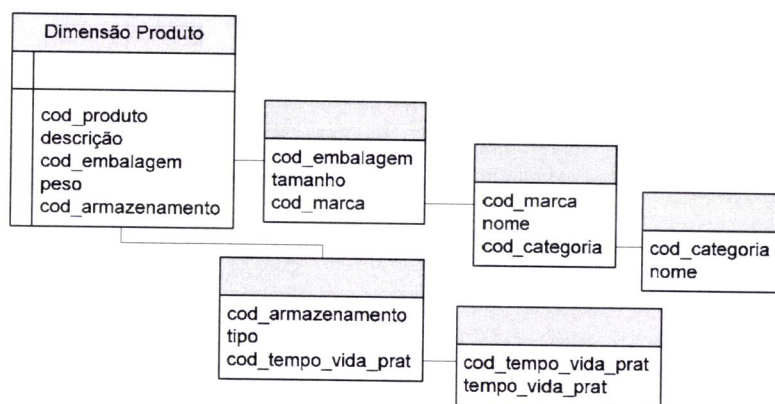 Dimensão Produto
cod_produto
descrição
cod_embalagem
peso
cod_armazenamento
cod_embalagem
tamanho
cod_marca
cod_marca
nome
cod_categoria
cod_categoria
nome
cod_armazenamento
tipo
cod_tempo_vida_prat
cod_tempo_vida_prat
tempo_vida_prat